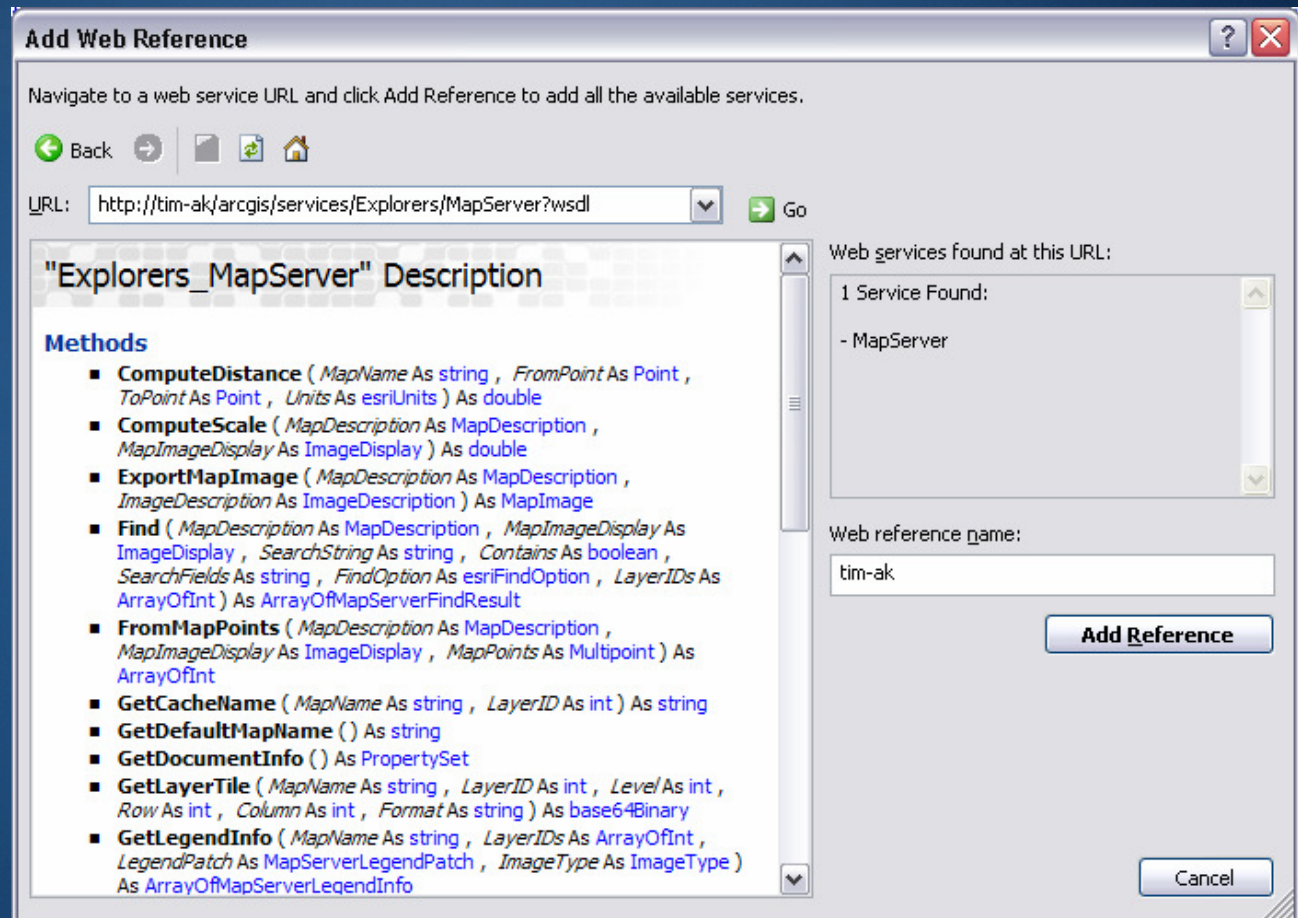 Add Web Reference
Navigate to a web service URL and click Add Reference to add all the available services.
Back
URL: http://tim-ak/arcgis/services/Explorers/MapServer?wsdl Go
"Explorers_MapServer" Description
Methods
■ ComputeDistance ( MapName As string , FromPoint As Point ,
ToPoint As Point , Units As esriUnits ) As double
■ ComputeScale ( MapDescription As MapDescription ,
MapImageDisplay As ImageDisplay ) As double
■ ExportMapImage ( MapDescription As MapDescription ,
ImageDescription As ImageDescription ) As MapImage
■ Find ( MapDescription As MapDescription , MapImageDisplay As
ImageDisplay , SearchString As string , Contains As boolean ,
SearchFields As string , FindOption As esriFindOption , LayerIDs As
ArrayOfInt ) As ArrayOfMapServerFindResult
■ FromMapPoints ( MapDescription As MapDescription ,
MapImageDisplay As ImageDisplay , MapPoints As Multipoint ) As
ArrayOfInt
■ GetCacheName ( MapName As string , LayerID As int ) As string
■ GetDefaultMapName () As string
■ GetDocumentInfo () As PropertySet
■ GetLayerTile ( MapName As string , LayerID As int , Level As int ,
Row As int , Column As int , Format As string ) As base64Binary
■ GetLegendInfo ( MapName As string , LayerIDs As ArrayOfInt ,
LegendPatch As MapServerLegendPatch , ImageType As ImageType )
As ArrayOfMapServerLegendInfo
Web services found at this URL:
1 Service Found:
- MapServer
Web reference name:
tim-ak
Add Reference
Cancel